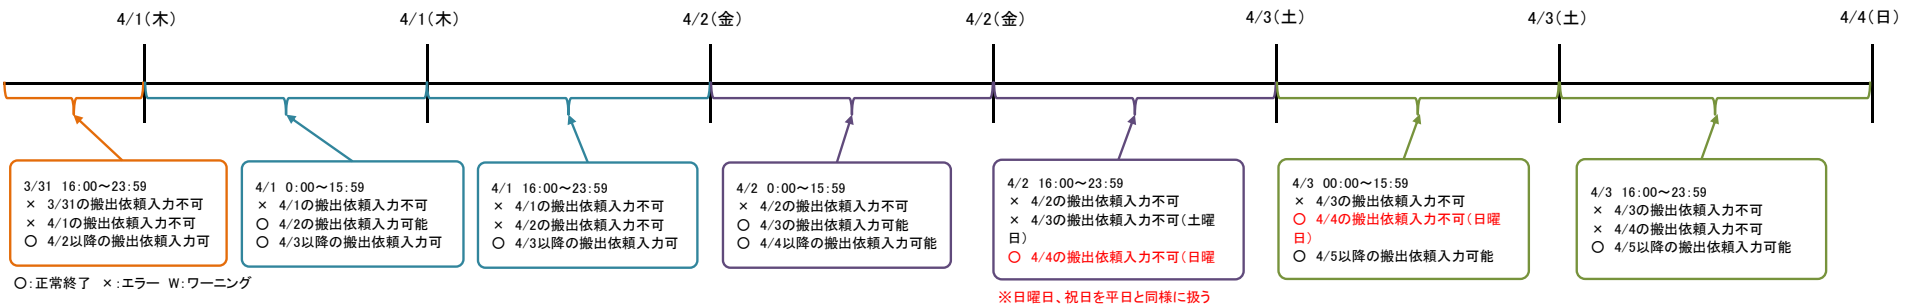 4/1(木)
4/1(木)
4/2(金)
4/2(金)
4/3(土)
4/3(土)
4/4(日)
3/31 16:00～23:59
× 3/31の搬出依頼入力不可
× 4/1の搬出依頼入力不可
○ 4/2以降の搬出依頼入力可
4/1 0:00～15:59
× 4/1の搬出依頼入力不可
○ 4/2の搬出依頼入力可能
○ 4/3以降の搬出依頼入力可
4/1 16:00～23:59
× 4/1の搬出依頼入力不可
× 4/2の搬出依頼入力不可
○ 4/3以降の搬出依頼入力可
4/2 0:00～15:59
× 4/2の搬出依頼入力不可
○ 4/3の搬出依頼入力可能
○ 4/4以降の搬出依頼入力可能
4/2 16:00～23:59
× 4/2の搬出依頼入力不可
× 4/3の搬出依頼入力不可(土曜
日)
○ 4/4の搬出依頼入力不可(日曜
4/3 00:00～15:59
× 4/3の搬出依頼入力不可
○ 4/4の搬出依頼入力不可(日曜
日)
○ 4/5以降の搬出依頼入力可能
4/3 16:00～23:59
× 4/3の搬出依頼入力不可
× 4/4の搬出依頼入力不可
○ 4/5以降の搬出依頼入力可能
○:正常終了 ×:エラー W:ワーニング
※日曜日、祝日を平日と同様に扱う